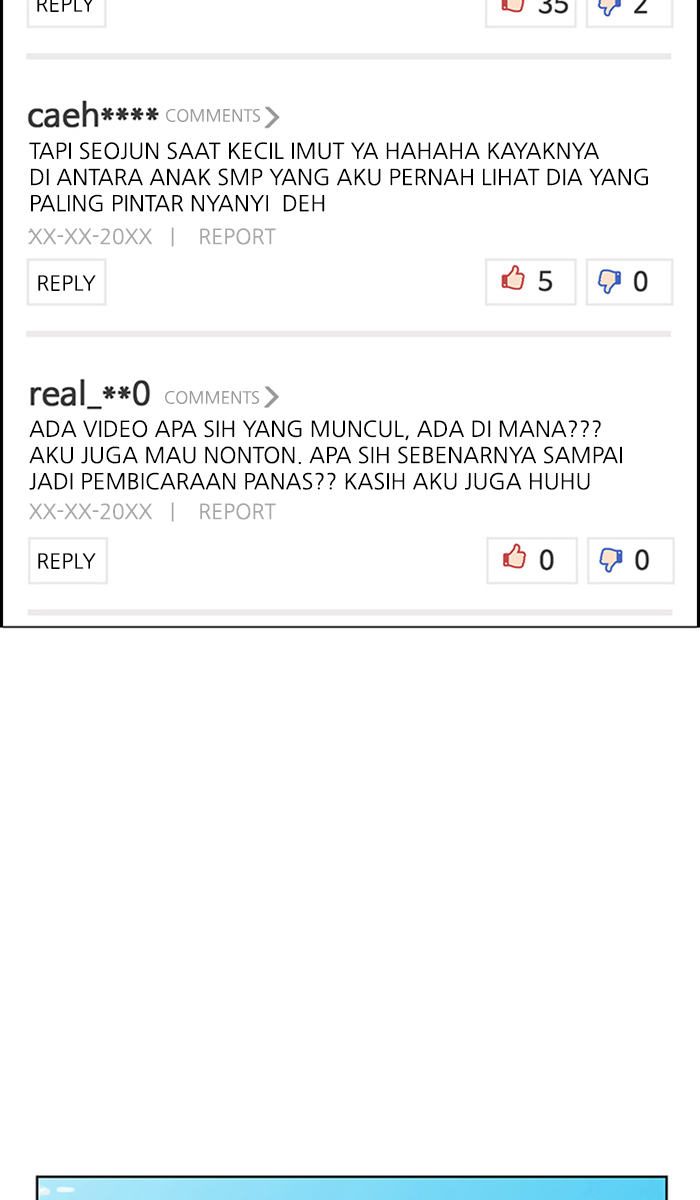 REPLY 35 2
caeh**** COMMENTS
TAPI SEOJUN SAAT KECIL IMUT YA HAHAHA KAYAKNYA
DI ANTARA ANAK SMP YANG AKU PERNAH LIHAT DIA YANG
PALING PINTAR NYANYI DEH
XX-XX-20XX | REPORT
REPLY 5 0
real_**0 COMMENTS
ADA VIDEO APA SIH YANG MUNCUL, ADA DI MANA???
AKU JUGA MAU NONTON. APA SIH SEBENARNYA SAMPAI
JADI PEMBICARAAN PANAS?? KASIH AKU JUGA HUHU
XX-XX-20XX | REPORT
REPLY 0 0